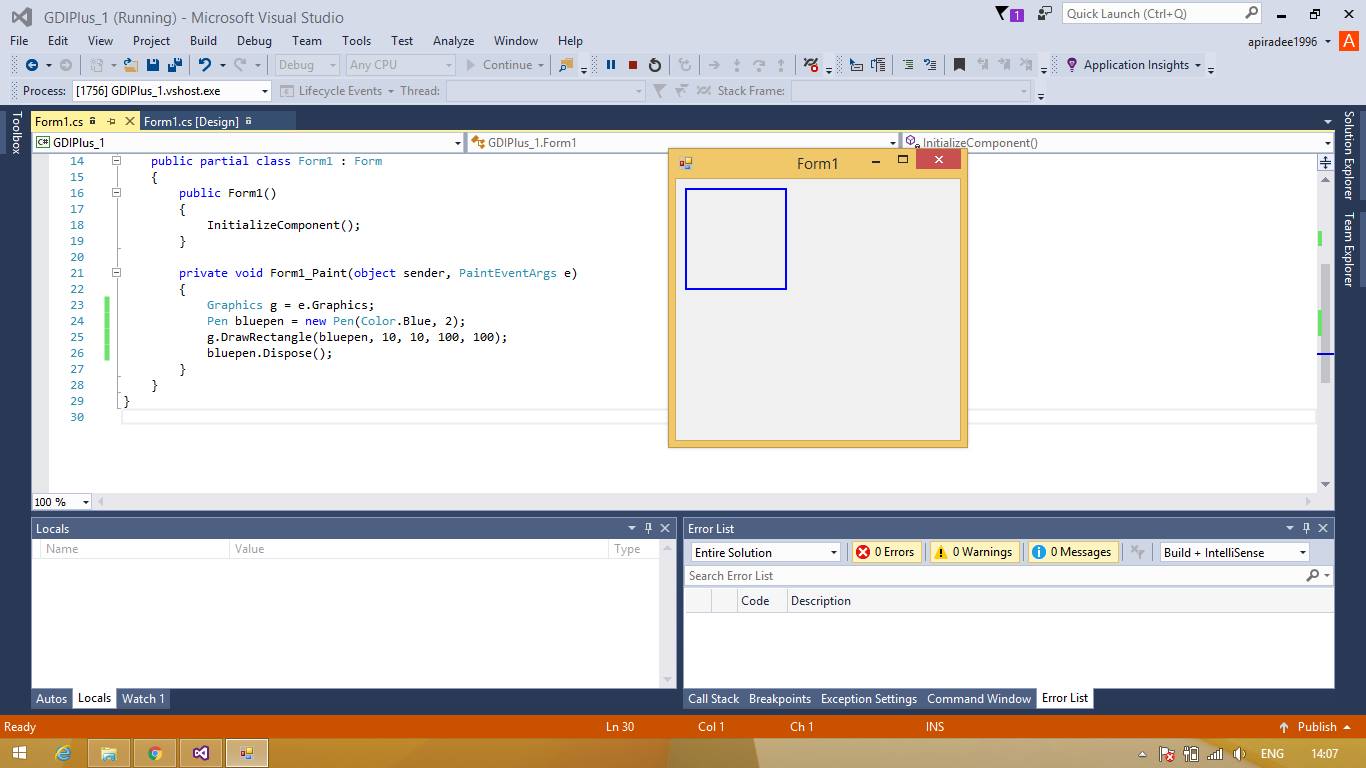 GDIPlus_1 (Running) - Microsoft Visual Studio
1
Quick Launch (Ctrl+Q)
File Edit View Project Build Debug Team Tools Test Analyze Window Help
apiradee1996 A
Debug Any CPU Continue Application Insights
Process: [1756] GDIPlus_1.vshost.exe Lifecycle Events Thread: Stack Frame:
Toolbox
Form1.cs Form1.cs [Design]
C# GDIPlus_1 GDIPlus_1.Form1 InitializeComponent()
14 public partial class Form1 : Form
15 {
16 public Form1()
17 {
18 InitializeComponent();
19 }
20
21 private void Form1_Paint(object sender, PaintEventArgs e)
22 {
23 Graphics g = e.Graphics;
24 Pen bluepen = new Pen(Color.Blue, 2);
25 g.DrawRectangle(bluepen, 10, 10, 100, 100);
26 bluepen.Dispose();
27 }
28 }
29 }
30
Form1
Solution Explorer
Team Explorer
100 %
Locals
Name Value Type
Autos Locals Watch 1
Error List
Entire Solution 0 Errors 0 Warnings 0 Messages Build + IntelliSense
Search Error List
Code Description
Call Stack Breakpoints Exception Settings Command Window Error List
Ready Ln 30 Col 1 Ch 1 INS Publish
ENG 14:07